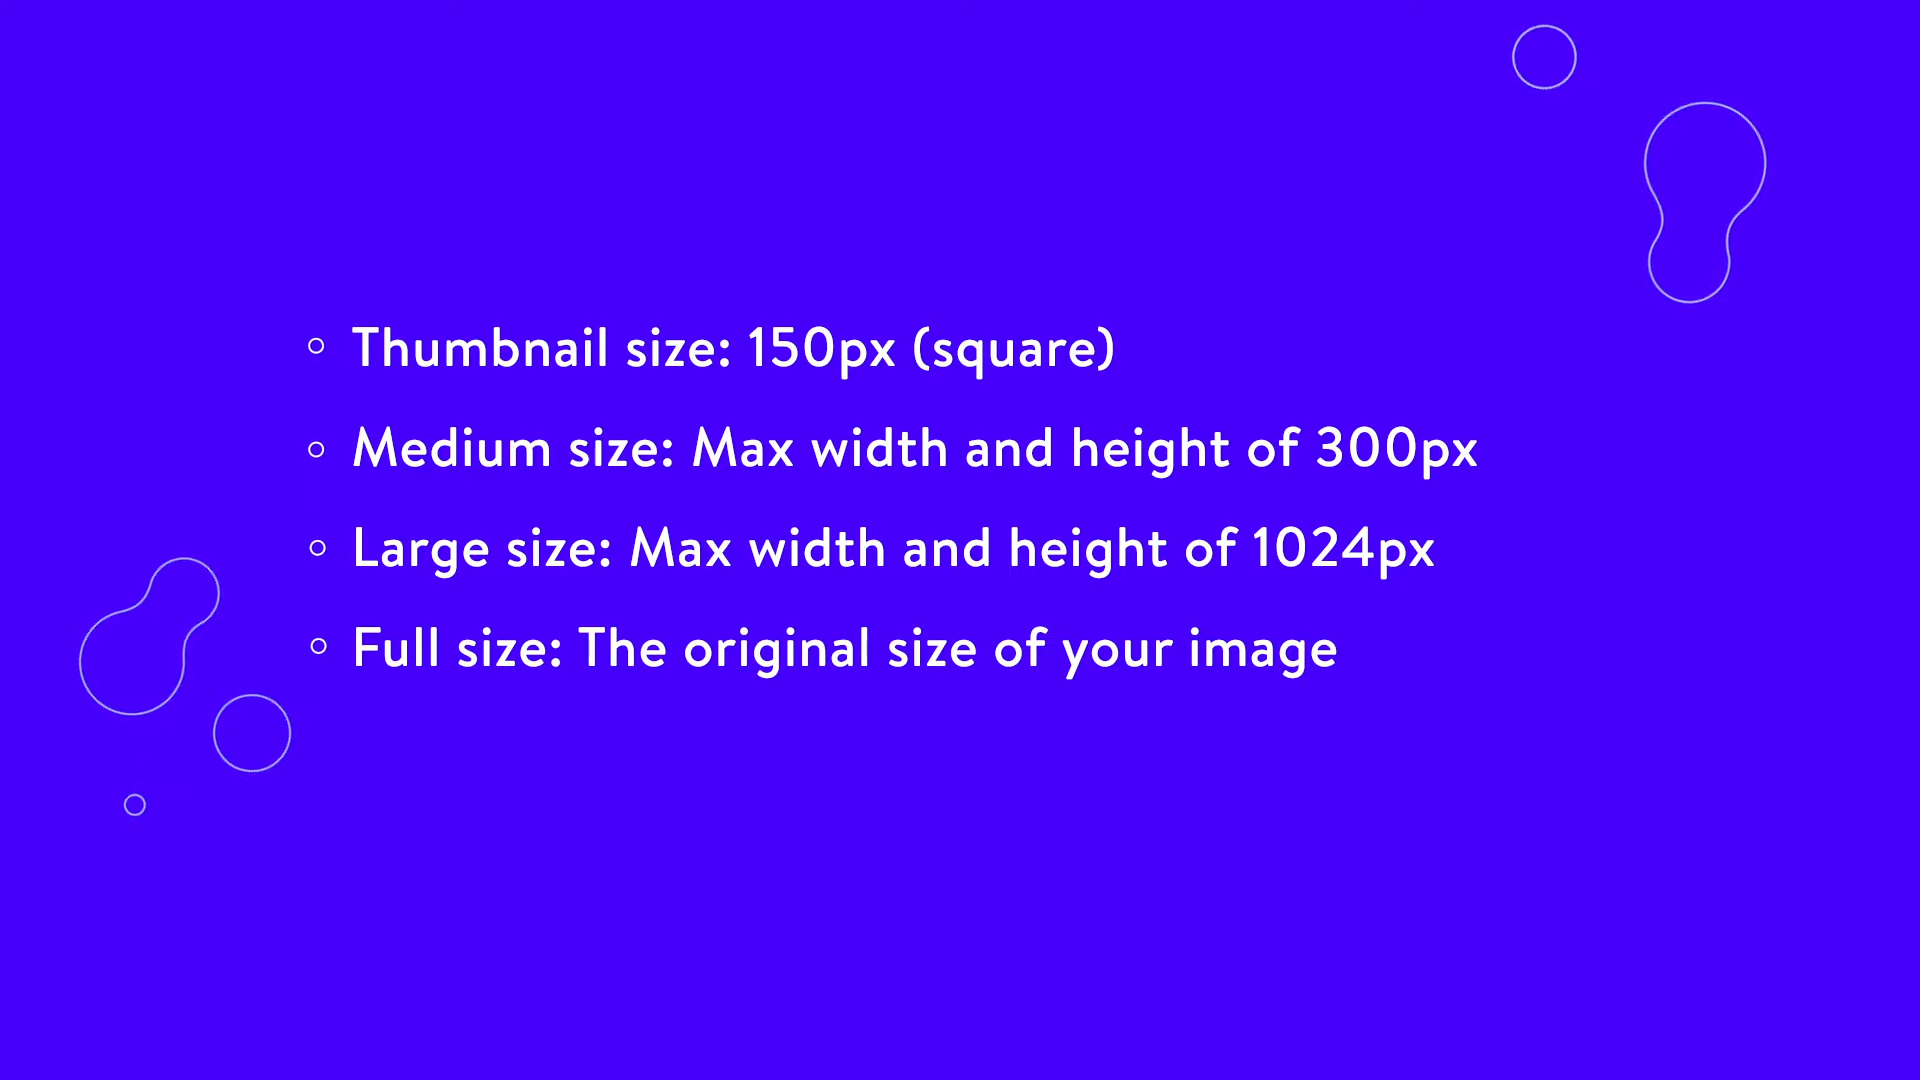 Thumbnail size: 150px (square)
Medium size: Max width and height of 300px
Large size: Max width and height of 1024px
Full size: The original size of your image